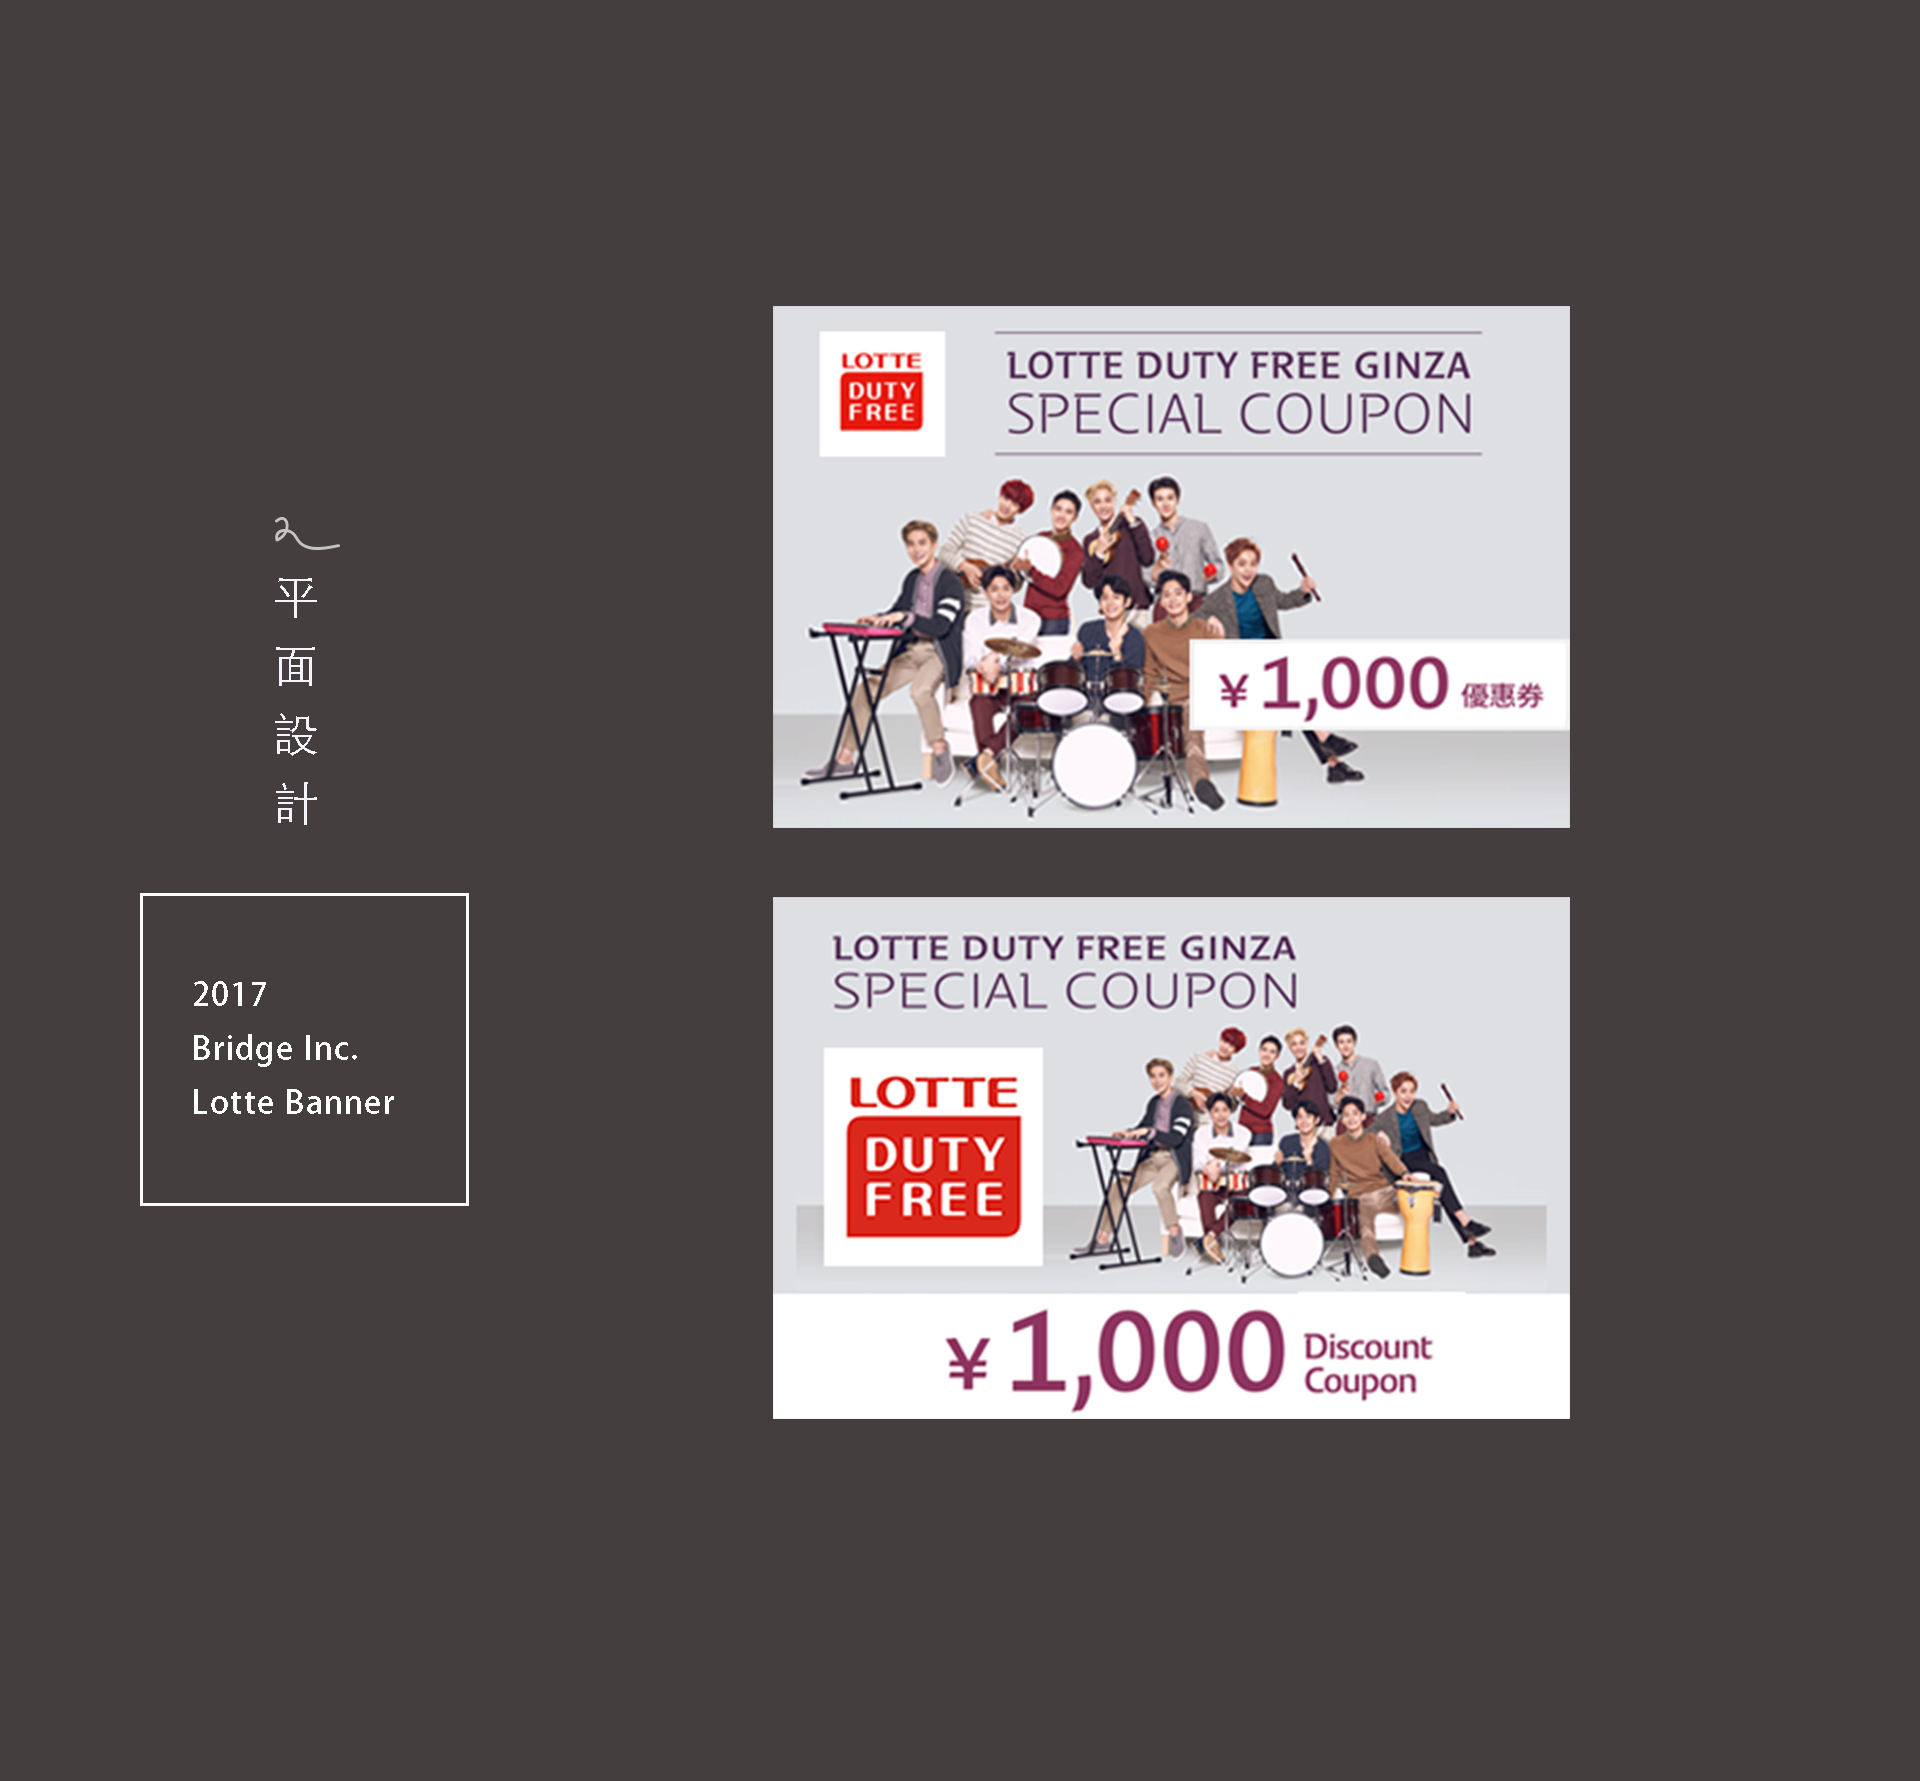 平面設計
2017
Bridge Inc.
Lotte Banner
LOTTE
DUTY
FREE
LOTTE DUTY FREE GINZA
SPECIAL COUPON
¥1,000 優惠券
LOTTE DUTY FREE GINZA
SPECIAL COUPON
LOTTE
DUTY
FREE
¥1,000 Discount
Coupon